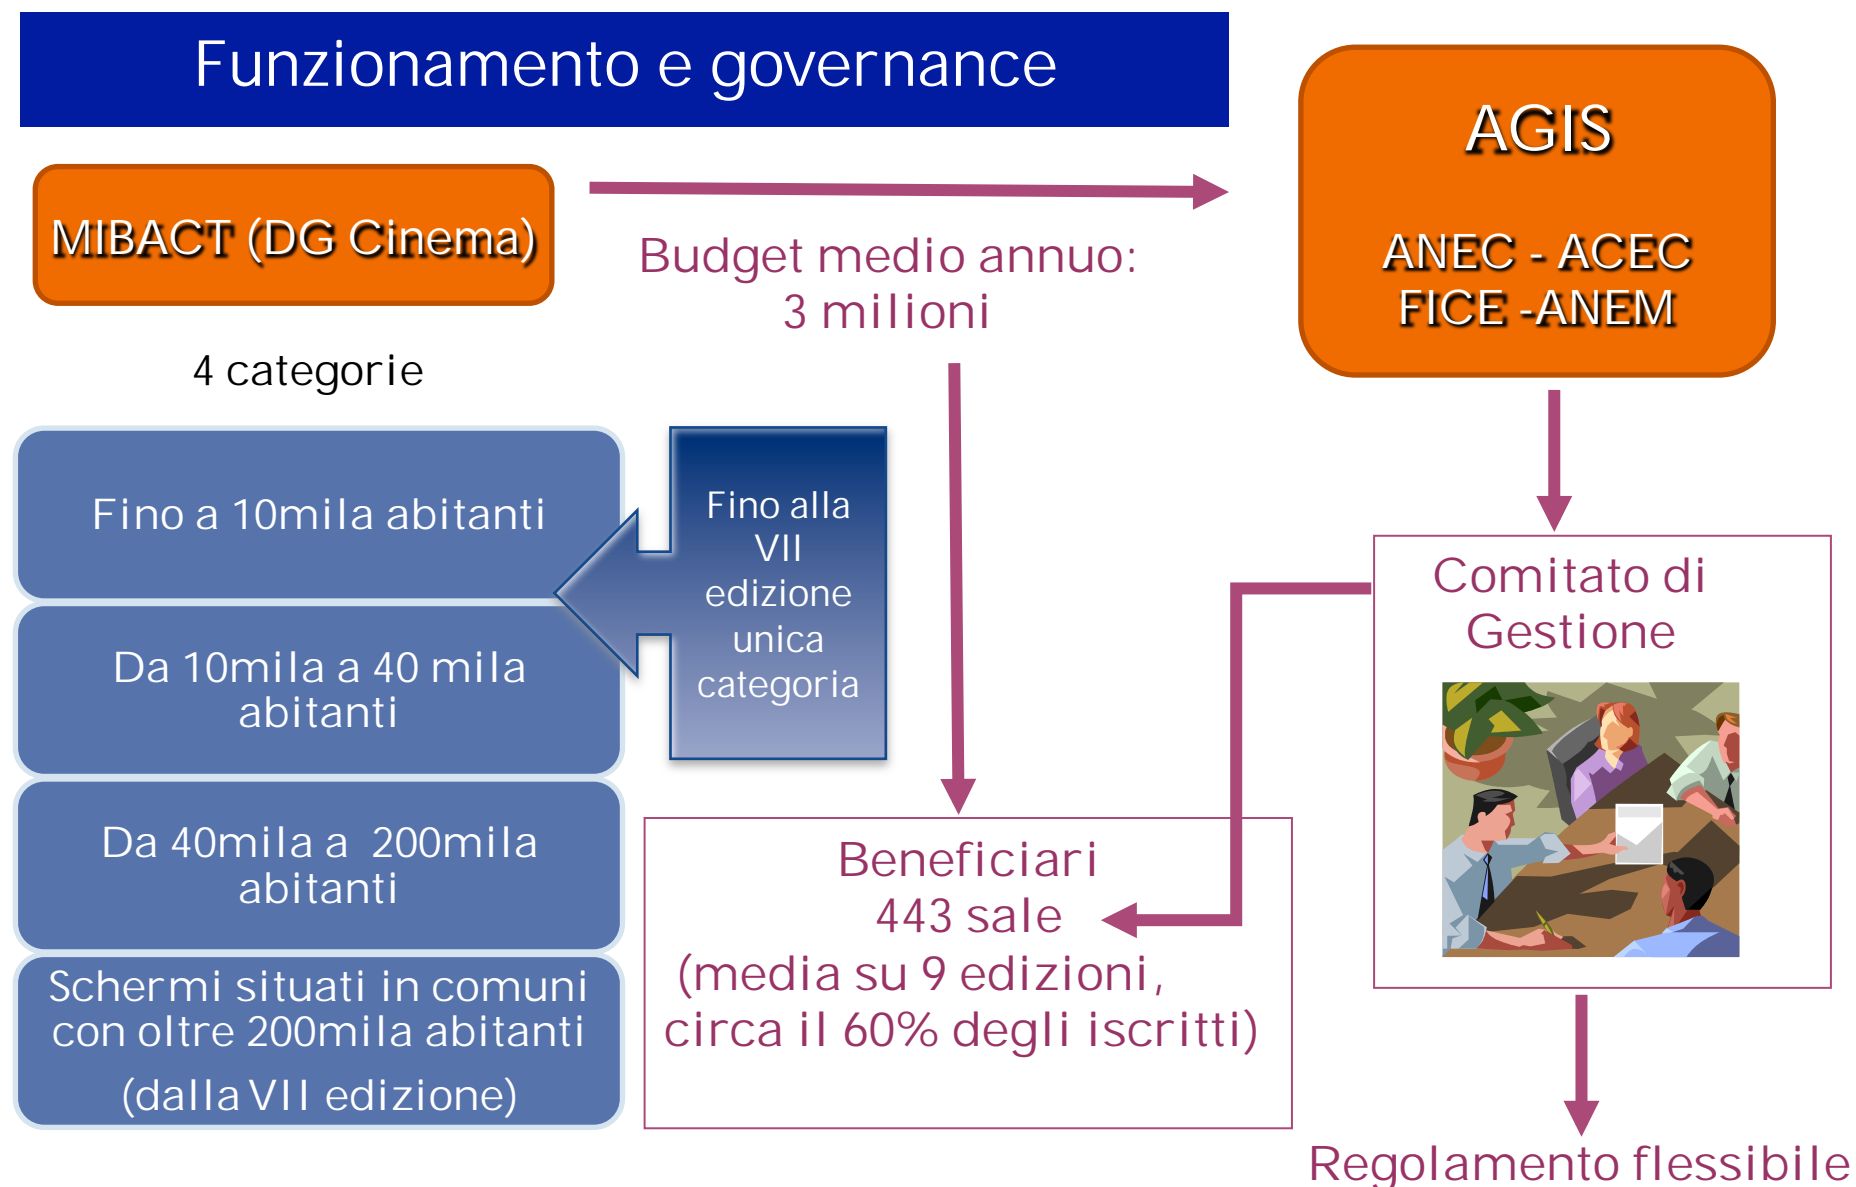 Funzionamento e governance
MIBACT (DG Cinema)
Budget medio annuo:
3 milioni
AGIS
ANEC - ACEC
FICE -ANEM
4 categorie
Fino a 10mila abitanti
Da 10mila a 40 mila
abitanti
Da 40mila a 200mila
abitanti
Schermi situati in comuni
con oltre 200mila abitanti
(dalla VII edizione)
Fino alla
VII
edizione
unica
categoria
Beneficiari
443 sale
(media su 9 edizioni,
circa il 60% degli iscritti)
Comitato di
Gestione
Regolamento flessibile